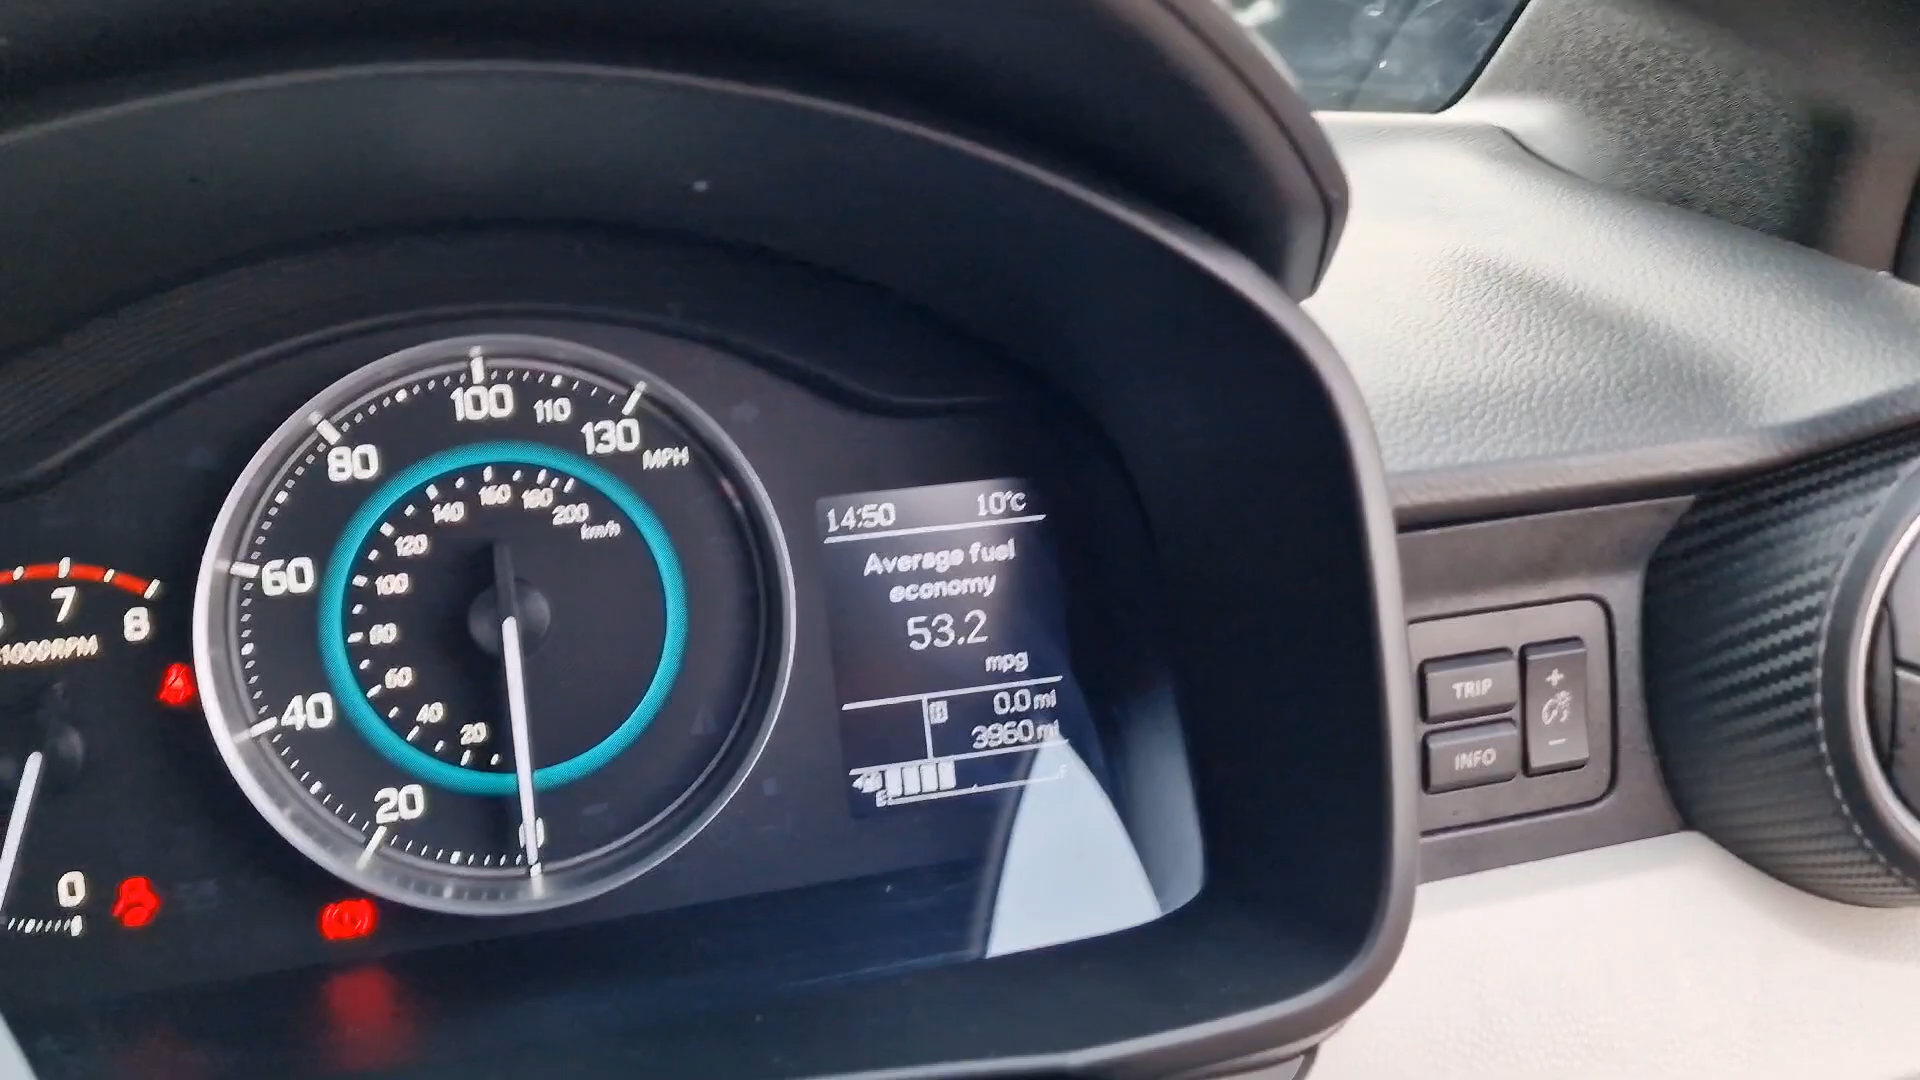 100
110
130
MPH
80
60
40
20
0
160
180
200
km/h
140
120
100
80
60
40
20
7
8
1000RPM
0
14:50 10°C
Average fuel
economy
53.2
mpg
0.0 mi
3960 mi
E F
TRIP
INFO
+
-